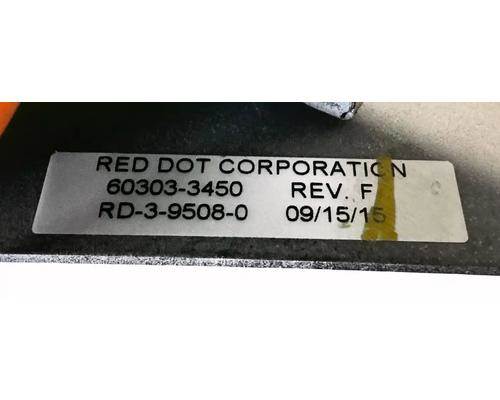 RED DOT CORPORATION
60303-3450 REV. F
RD-3-9508-0 09/15/15